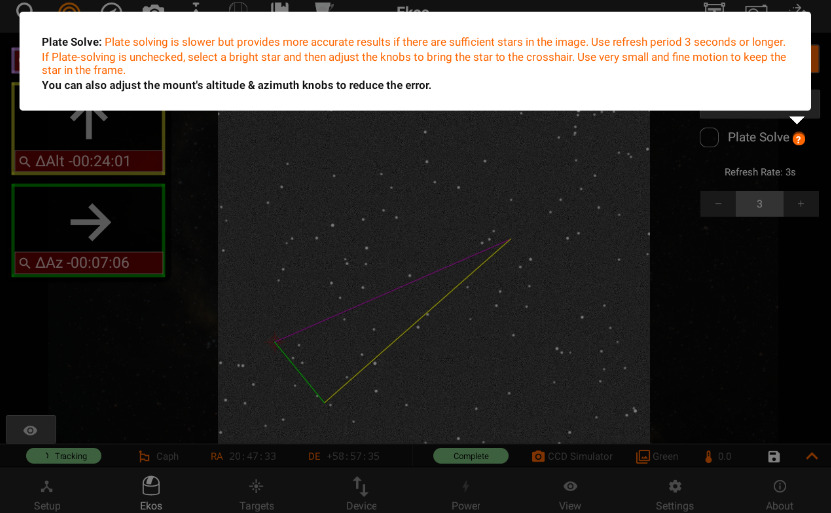 Ekos
Plate Solve: Plate solving is slower but provides more accurate results if there are sufficient stars in the image. Use refresh period 3 seconds or longer.
If Plate-solving is unchecked, select a bright star and then adjust the knobs to bring the star to the crosshair. Use very small and fine motion to keep the
star in the frame.
You can also adjust the mount's altitude & azimuth knobs to reduce the error.
ΔAlt -00:24:01
Plate Solve ?
Refresh Rate: 3s
− 3 +
ΔAz -00:07:06
Tracking Caph RA 20:47:33 DE +58:57:35 Complete CCD Simulator Green 0.0
Setup Ekos Targets Device Power View Settings About